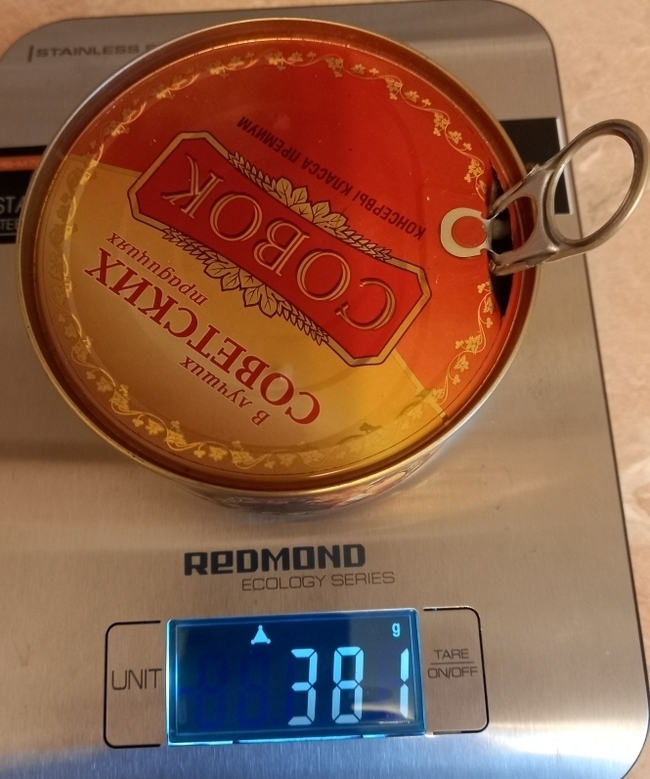 STAINLESS
КОНСЕРВЫ КЛАССА ПРЕМИУМ
СОВОК
В лучших
СОВЕТСКИХ
традициях
REDMOND
ECOLOGY SERIES
g
381
UNIT
TARE
ON/OFF